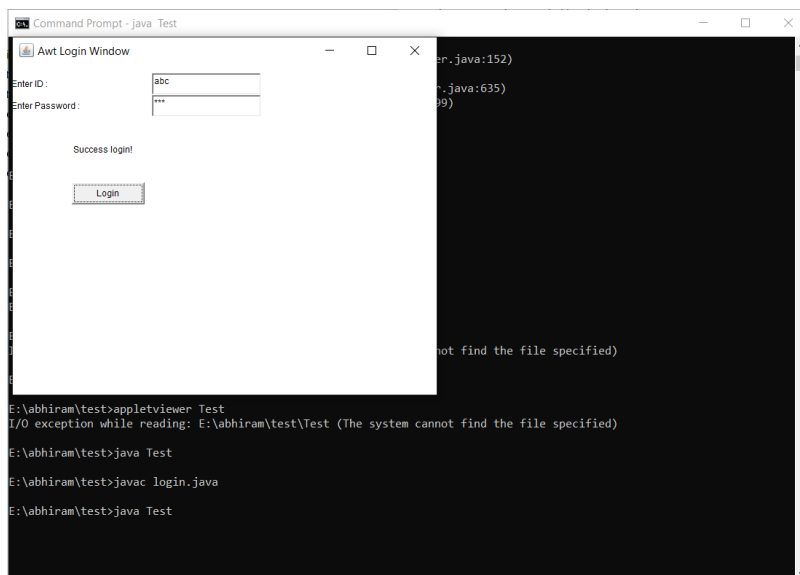 Command Prompt - java  Test
Awt Login Window
er.java:152)
Enter ID :
abc
r.java:635)
Enter Password :
***
99)
Success login!
Login
not find the file specified)
E:\abhiram\test>appletviewer Test
I/O exception while reading: E:\abhiram\test\Test (The system cannot find the file specified)
E:\abhiram\test>java Test
E:\abhiram\test>javac login.java
E:\abhiram\test>java Test